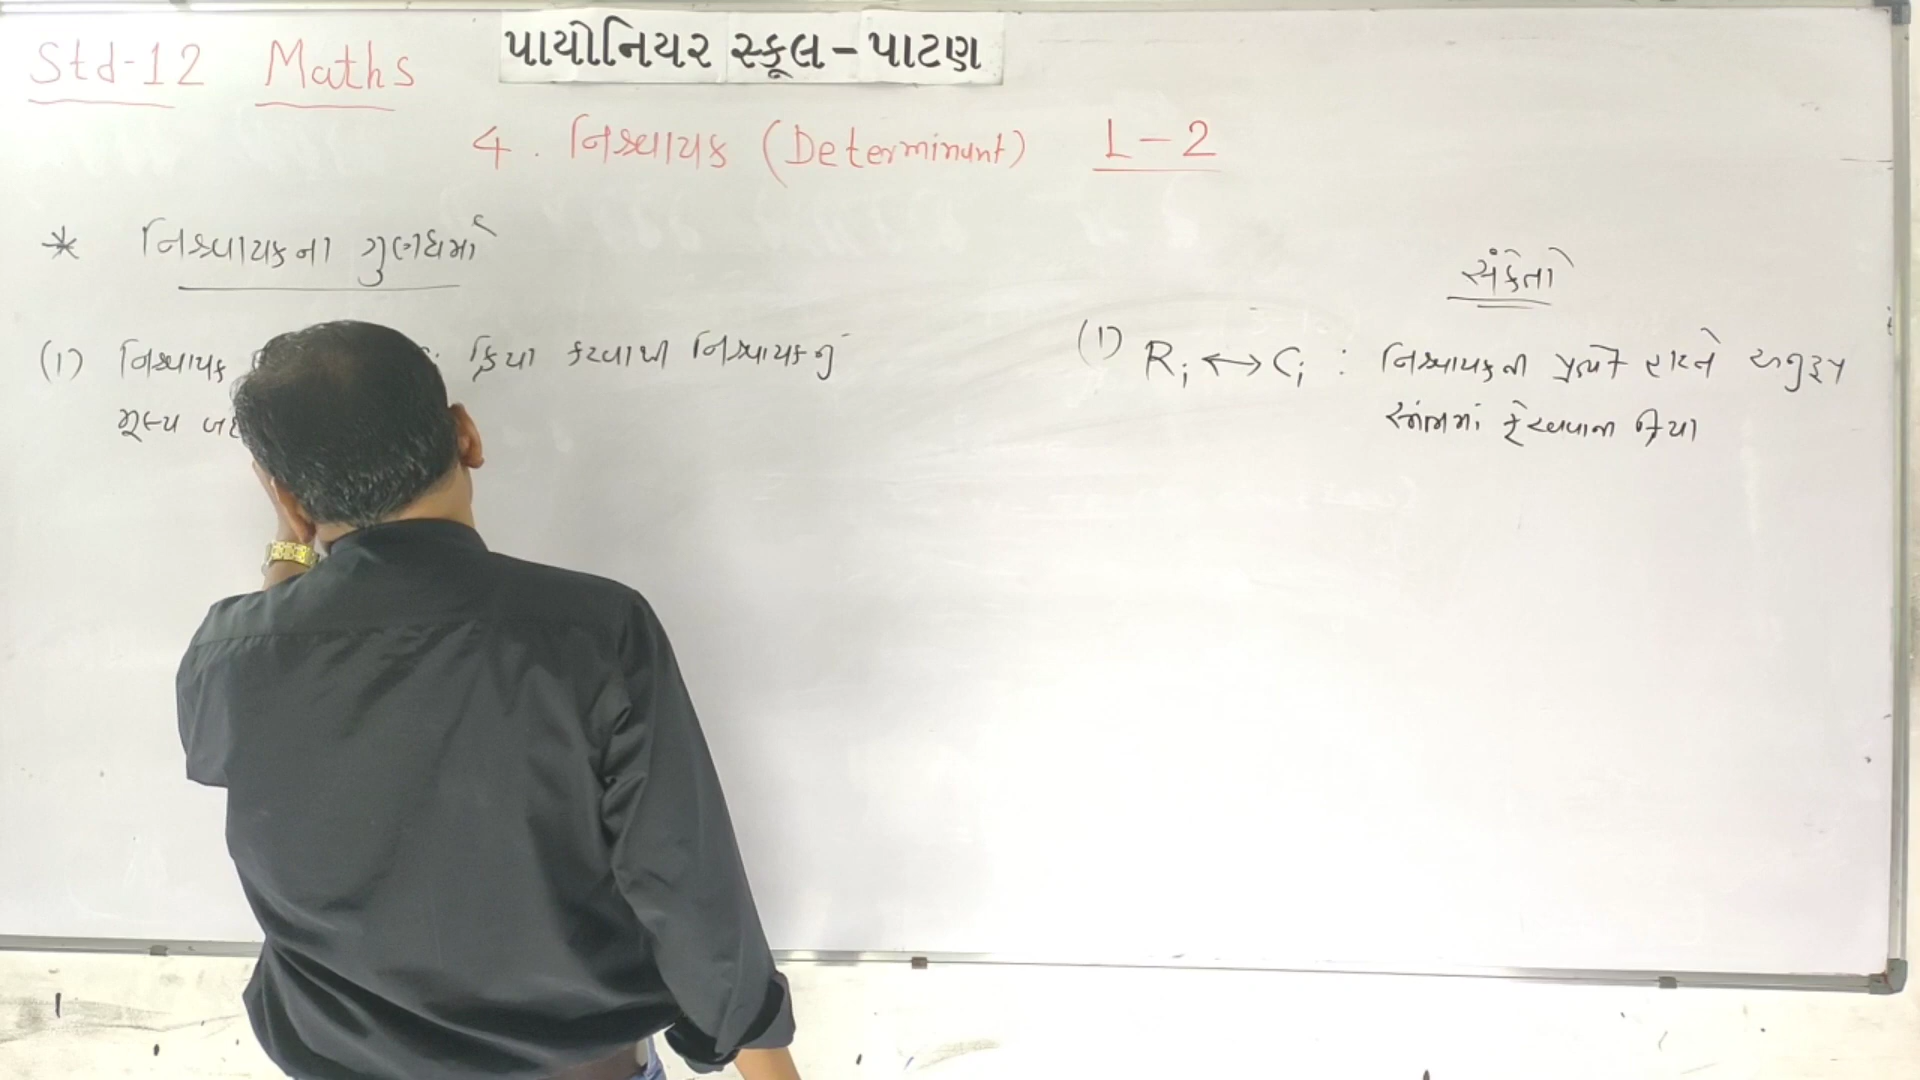 Std-12 Maths
પાયોનિયર સ્કૂલ - પાટણ
4. નિશ્ચાયક (Determinant) L-2
* નિશ્ચાયકના ગુણધર્મો
સંકેતો
(1) નિશ્ચાયક ક્રિયા કરવાથી નિશ્ચાયકનું
મૂલ્ય
(1) Ri ↔ Ci : નિશ્ચાયકની પ્રત્યેક હારને અનુરૂપ
સ્તંભમાં ફેરવવાની ક્રિયા